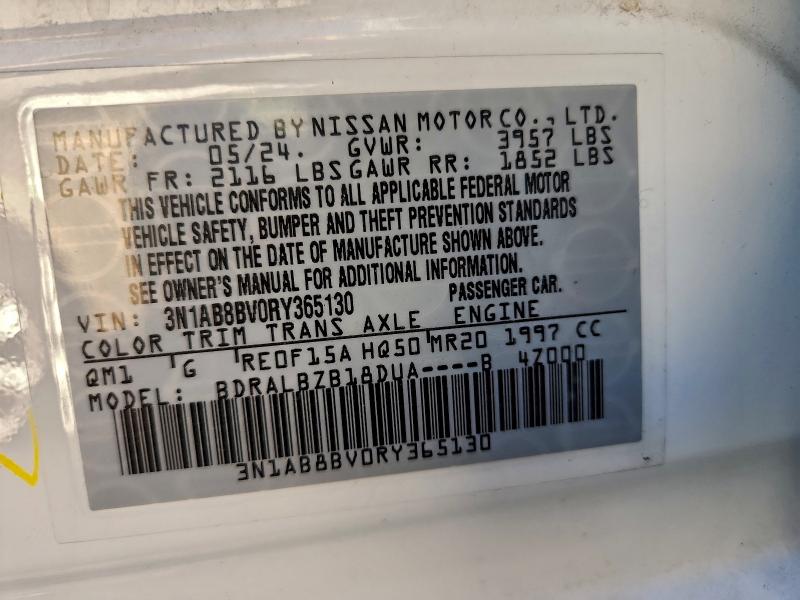 MANUFACTURED BY NISSAN MOTOR CO., LTD.
DATE: 05/24. GVWR: 3957 LBS
GAWR FR: 2116 LBS GAWR RR: 1852 LBS
THIS VEHICLE CONFORMS TO ALL APPLICABLE FEDERAL MOTOR
VEHICLE SAFETY, BUMPER AND THEFT PREVENTION STANDARDS
IN EFFECT ON THE DATE OF MANUFACTURE SHOWN ABOVE.
SEE OWNER'S MANUAL FOR ADDITIONAL INFORMATION.
VIN: 3N1AB8BV0RY365130 PASSENGER CAR.
COLOR TRIM TRANS AXLE ENGINE
QM1 G RE0F15A HQ50 MR20 1997 CC
MODEL: BDRALBZB18DUA----B 4Z000
3N1AB8BV0RY365130